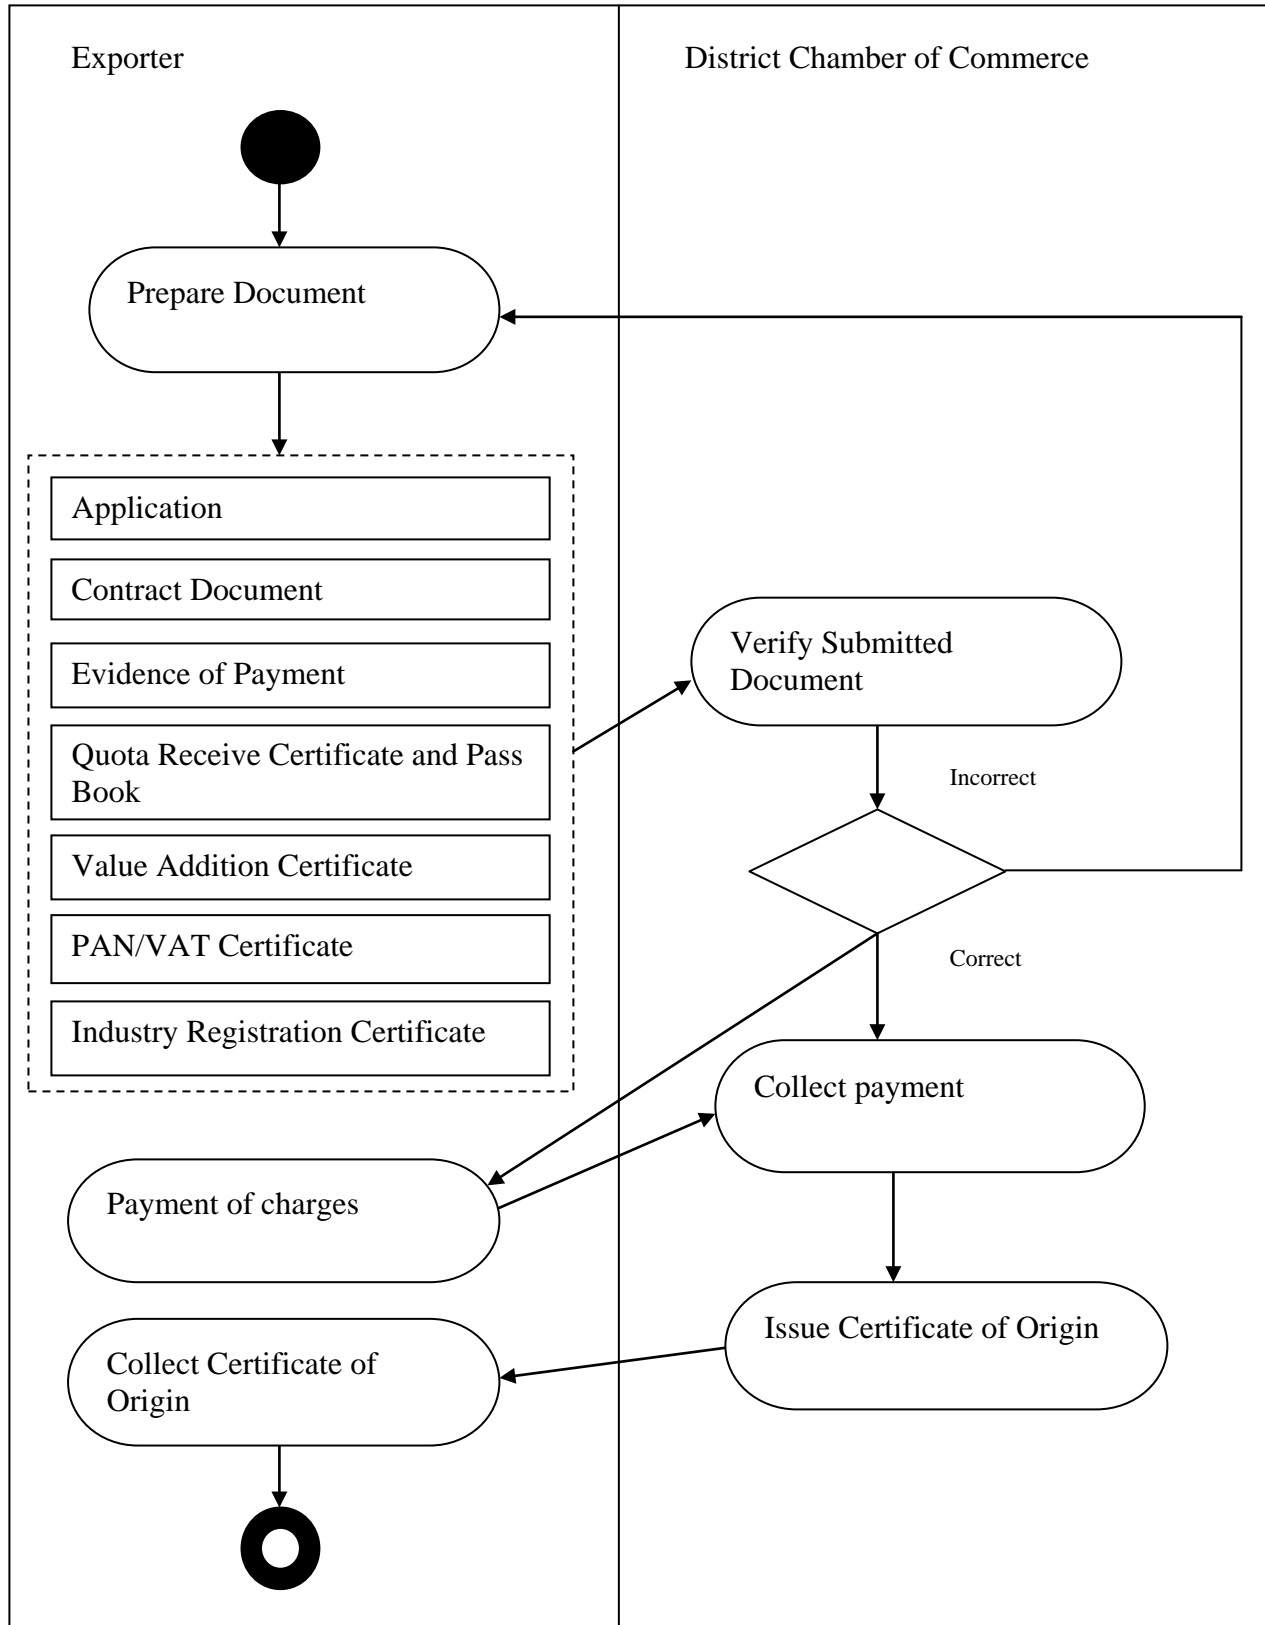 Exporter
District Chamber of Commerce
Prepare Document
Application
Contract Document
Evidence of Payment
Quota Receive Certificate and Pass
Book
Value Addition Certificate
PAN/VAT Certificate
Industry Registration Certificate
Verify Submitted
Document
Incorrect
Correct
Collect payment
Payment of charges
Issue Certificate of Origin
Collect Certificate of
Origin